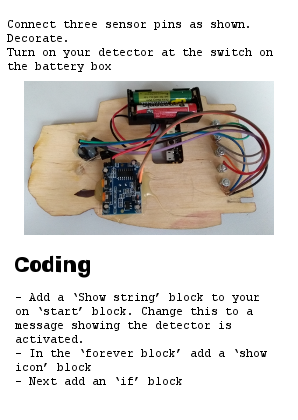 Connect three sensor pins as shown.
Decorate.
Turn on your detector at the switch on
the battery box
Coding
- Add a ‘Show string’ block to your
on ‘start’ block. Change this to a
message showing the detector is
activated.
- In the ‘forever block’ add a ‘show
icon’ block
- Next add an ‘if’ block